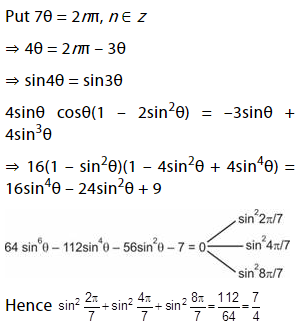 Put 7θ = 2nπ, n ∈ z
⇒ 4θ = 2nπ – 3θ
⇒ sin4θ = sin3θ
4sinθ cosθ(1 – 2sin²θ) = –3sinθ +
4sin³θ
⇒ 16(1 – sin²θ)(1 – 4sin²θ + 4sin⁴θ) =
16sin⁴θ – 24sin²θ + 9
64 sin⁶θ – 112sin⁴θ – 56sin²θ – 7 = 0 sin²2π/7 sin²4π/7 sin²8π/7
Hence sin² 2π/7 + sin² 4π/7 + sin² 8π/7 = 112/64 = 7/4